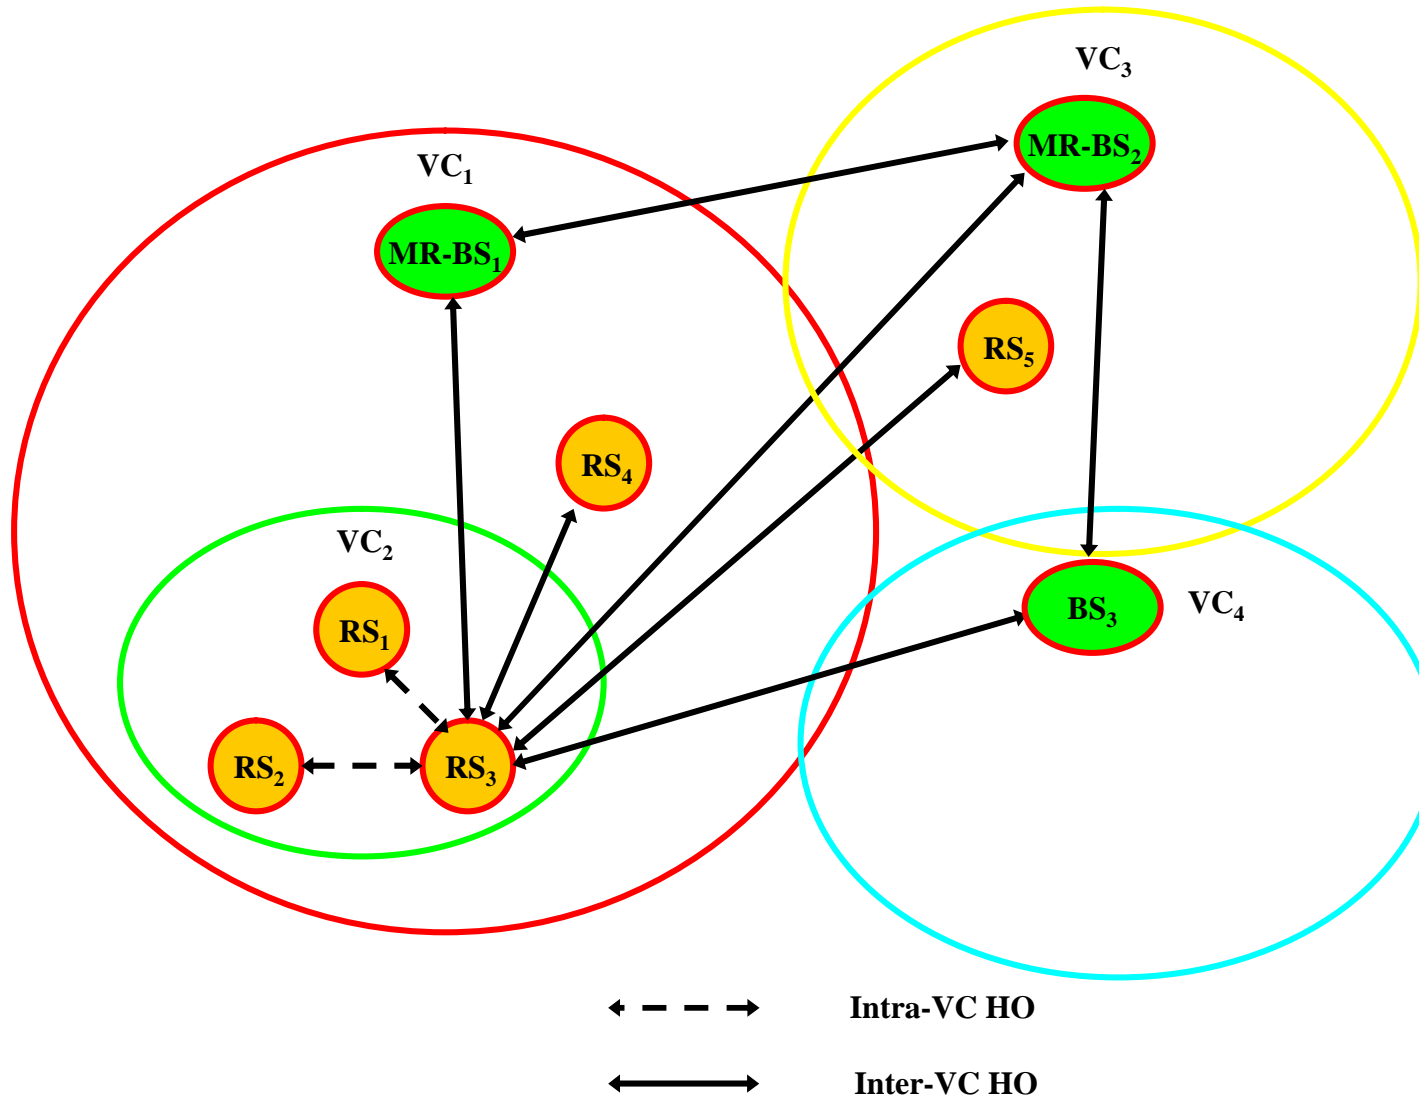 VC₃
MR-BS₂
VC₁
MR-BS₁
RS₅
RS₄
VC₂
RS₁
BS₃
VC₄
RS₂
RS₃
Intra-VC HO
Inter-VC HO